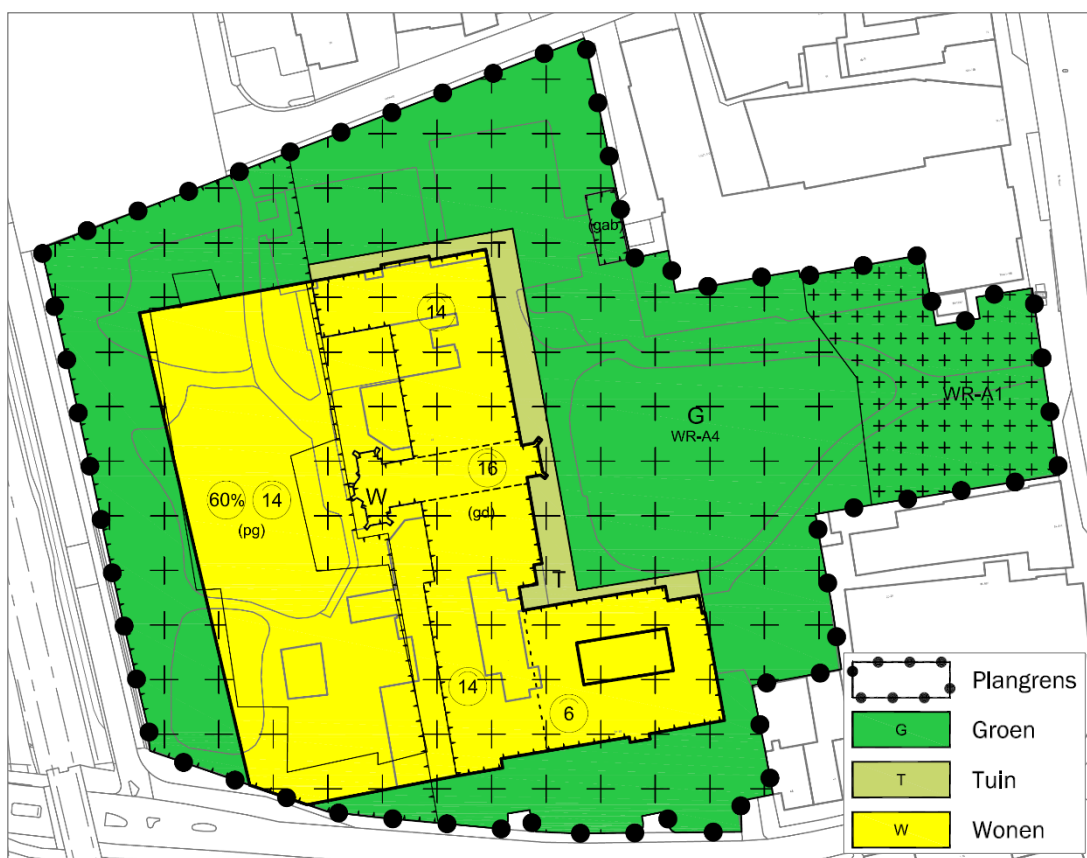 (gab)
T
14
G
WR-A4
WR-A1
16
(gd)
W
60%
14
(pg)
T
14
6
Plangrens
G
Groen
T
Tuin
W
Wonen